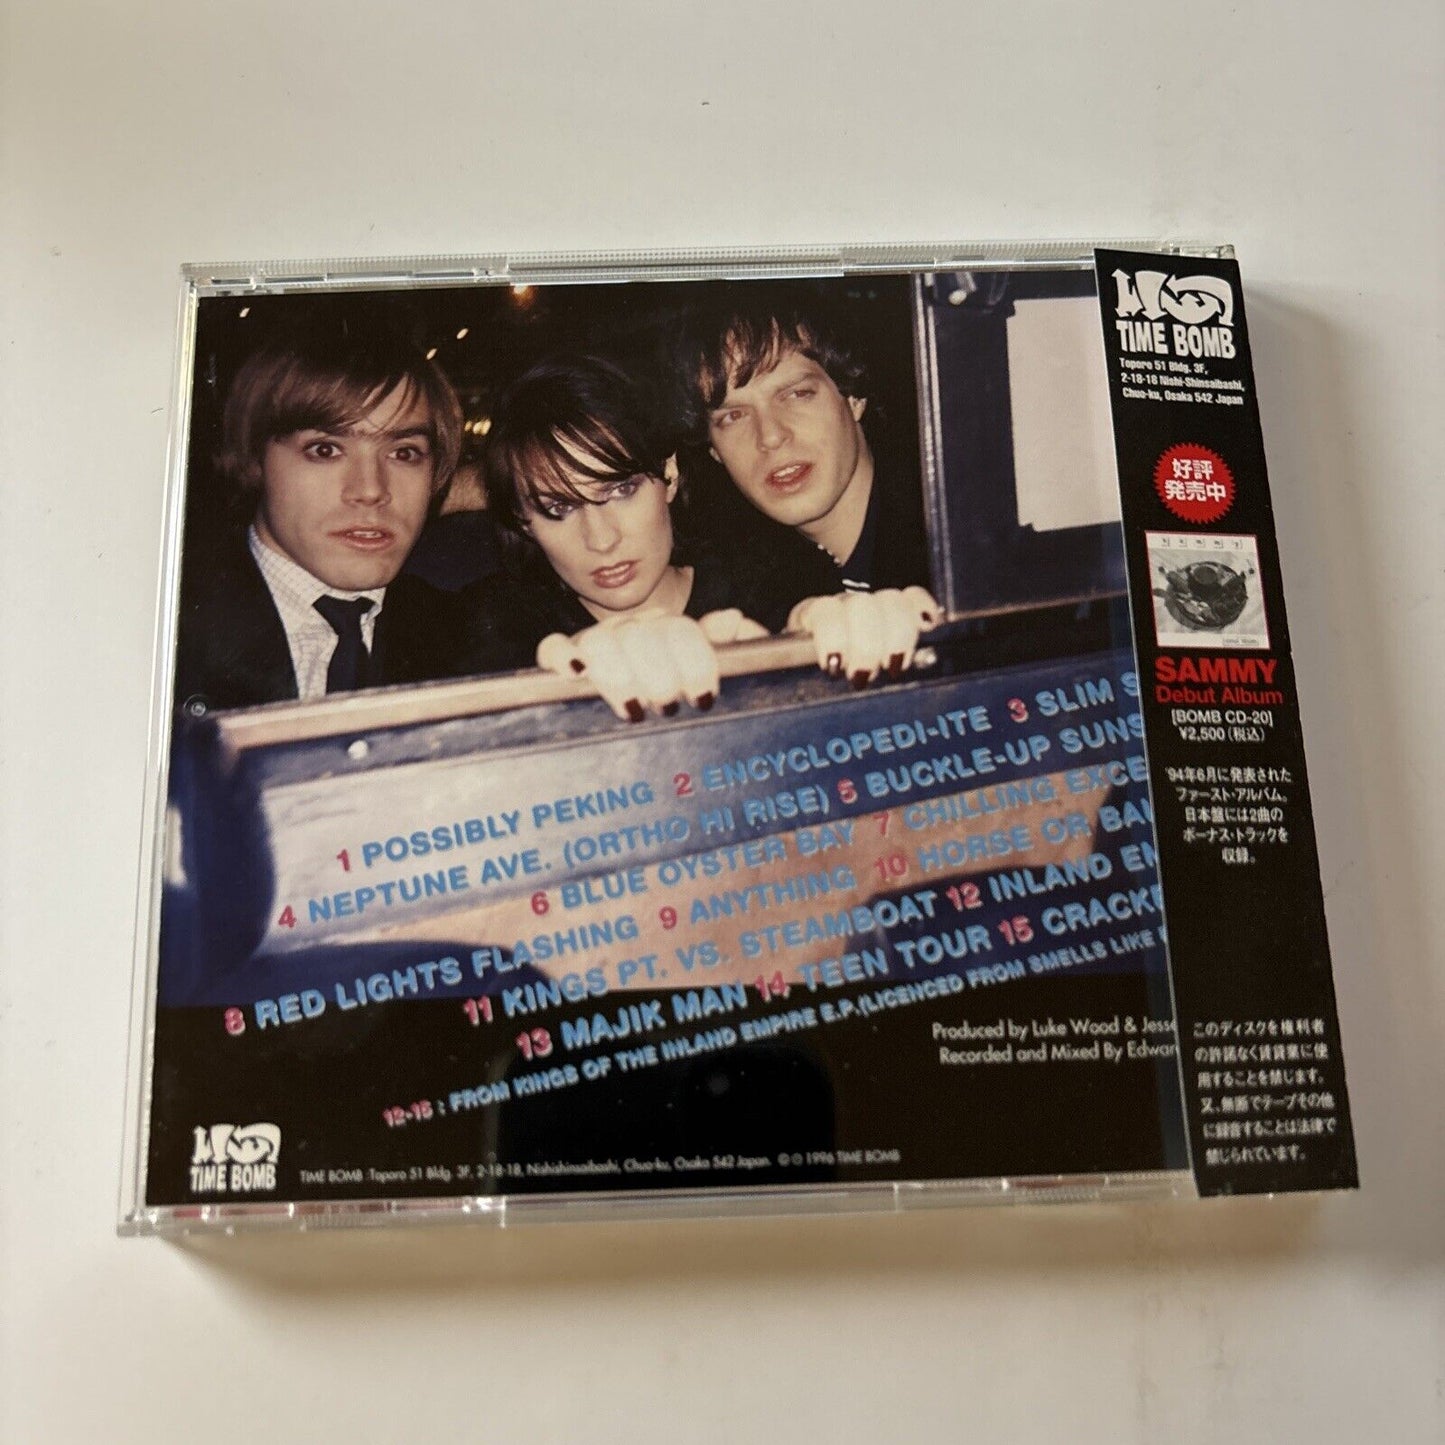 1 POSSIBLY PEKING 2 ENCYCLOPEDI-ITE 3 SLIM S
4 NEPTUNE AVE. (ORTHO HI RISE) 5 BUCKLE-UP SUNS
6 BLUE OYSTER BAY 7 CHILLING EXCE
8 RED LIGHTS FLASHING 9 ANYTHING 10 HORSE OR BAL
11 KINGS PT. VS. STEAMBOAT 12 INLAND EM
13 MAJIK MAN 14 TEEN TOUR 15 CRACKE
12-15 : FROM KINGS OF THE INLAND EMPIRE E.P.(LICENCED FROM SMELLS LIKE
Produced by Luke Wood & Jesse
Recorded and Mixed By Edwar
TIME BOMB
TIME BOMB :Toporo 51 Bldg. 3F, 2-18-18, Nishishinsaibashi, Chuo-ku, Osaka 542 Japan. ℗ © 1996 TIME BOMB
TIME BOMB
Toporo 51 Bldg. 3F,
2-18-18 Nishi-Shinsaibashi,
Chuo-ku, Osaka 542 Japan
好評
発売中
SAMMY
SAMMY
Debut Album
[BOMB CD-20]
¥2,500(税込)
'94年6月に発表された
ファースト・アルバム。
日本盤には2曲の
ボーナス・トラックを
収録。
このディスクを権利者
の許諾なく賃貸業に使
用することを禁じます。
又、無断でテープその他
に録音することは法律で
禁じられています。